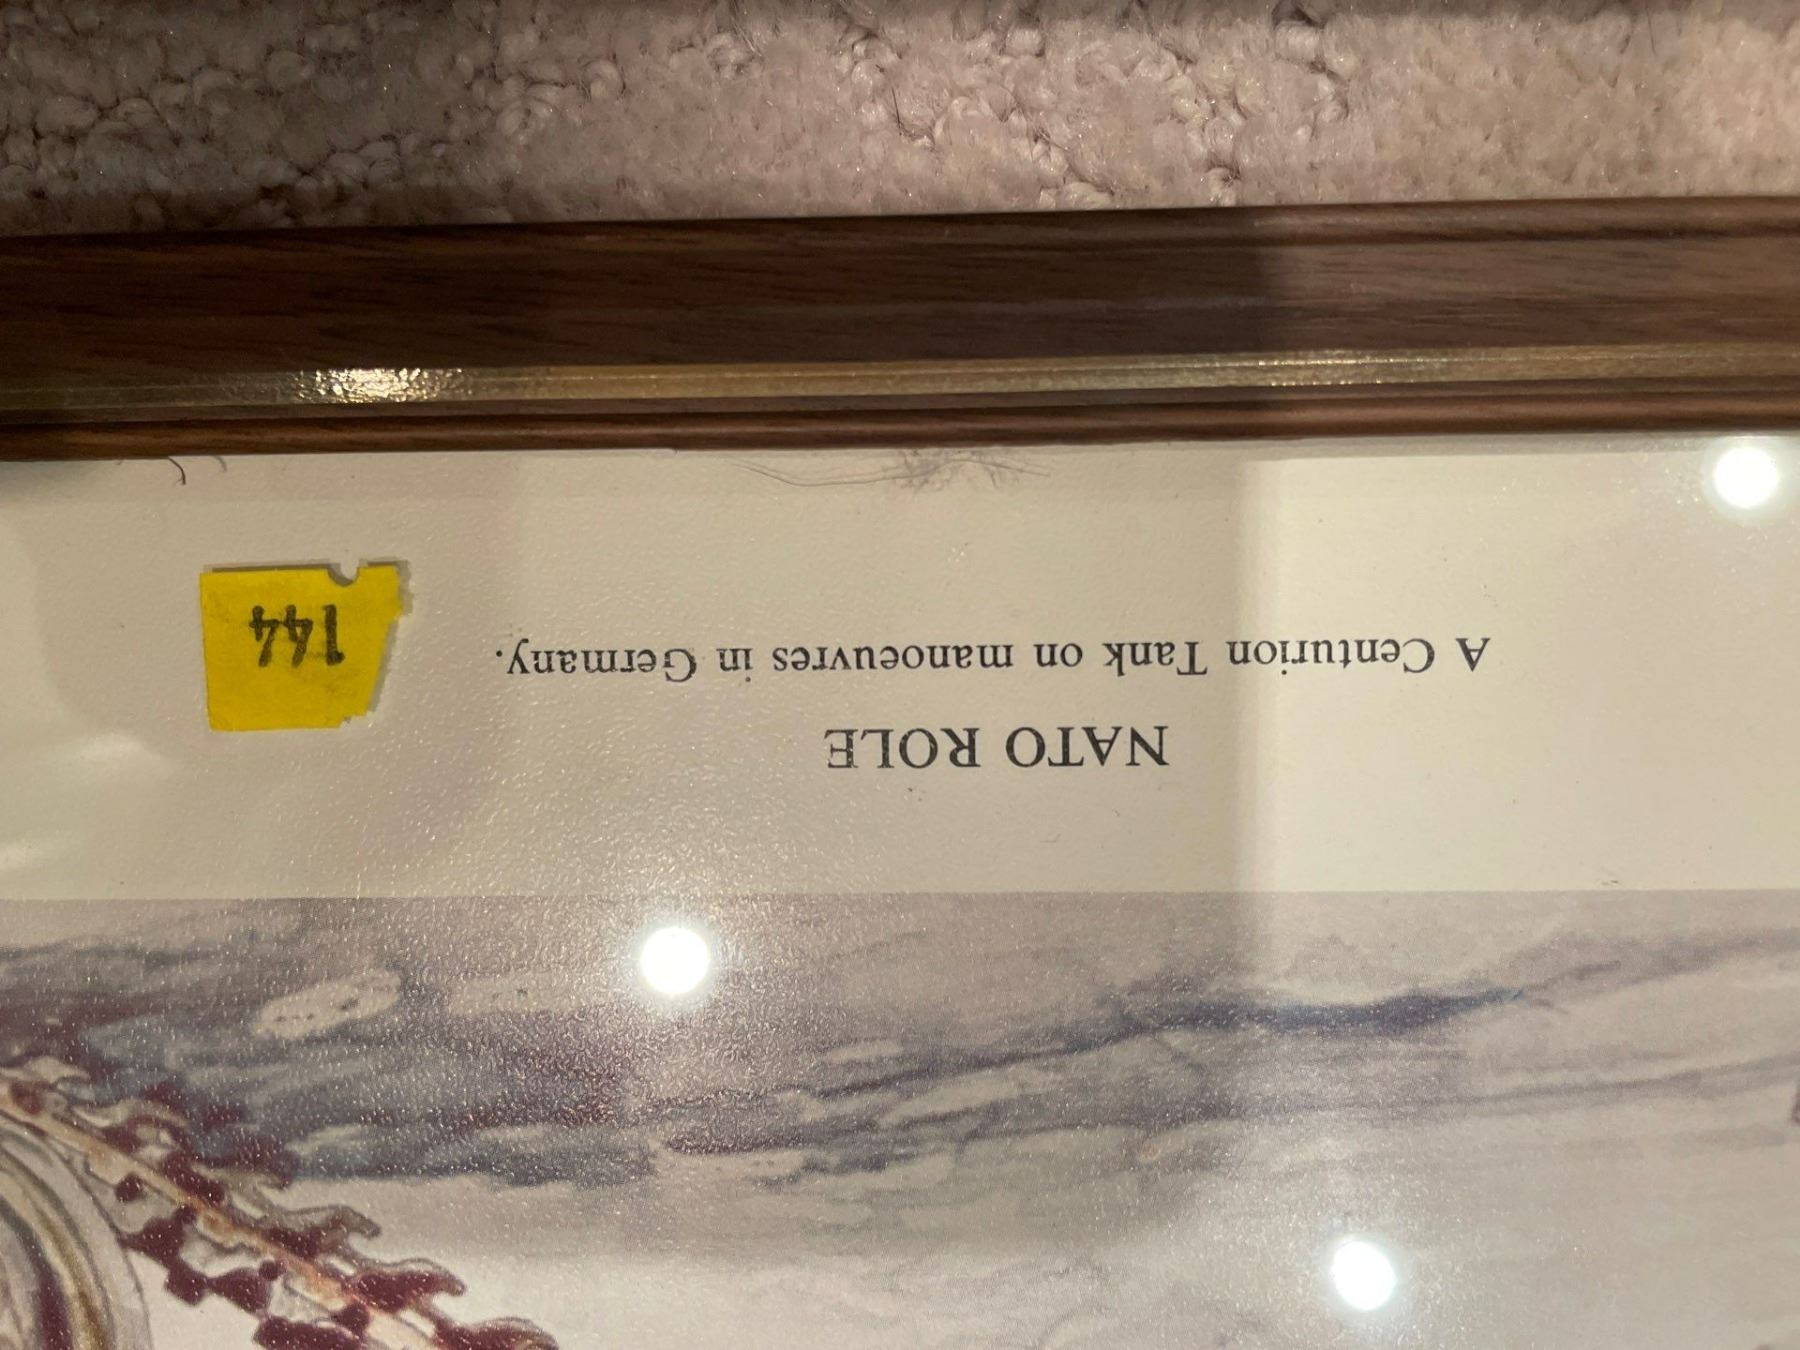 NATO ROLE
A Centurion Tank on manoeuvres in Germany.
144